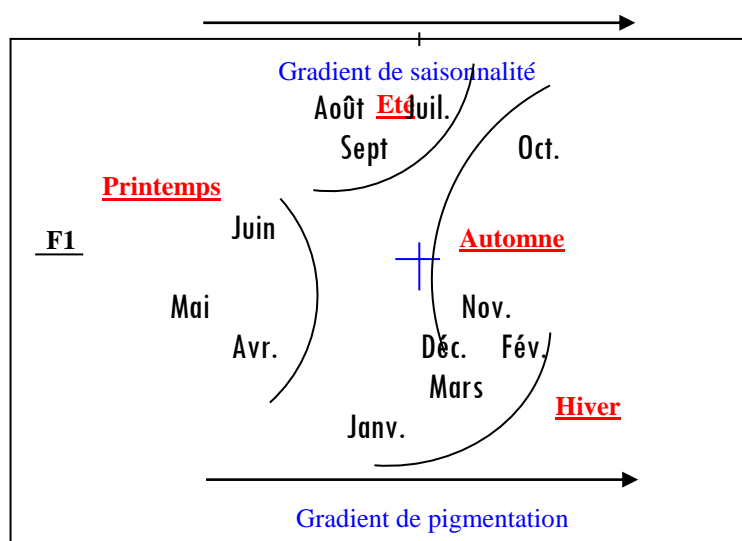 Gradient de saisonnalité
Août Eté Juil.
Sept Oct.
Printemps
Juin
F1 Automne
Mai Nov.
Avr. Déc. Fév.
Mars
Hiver
Janv.
Gradient de pigmentation